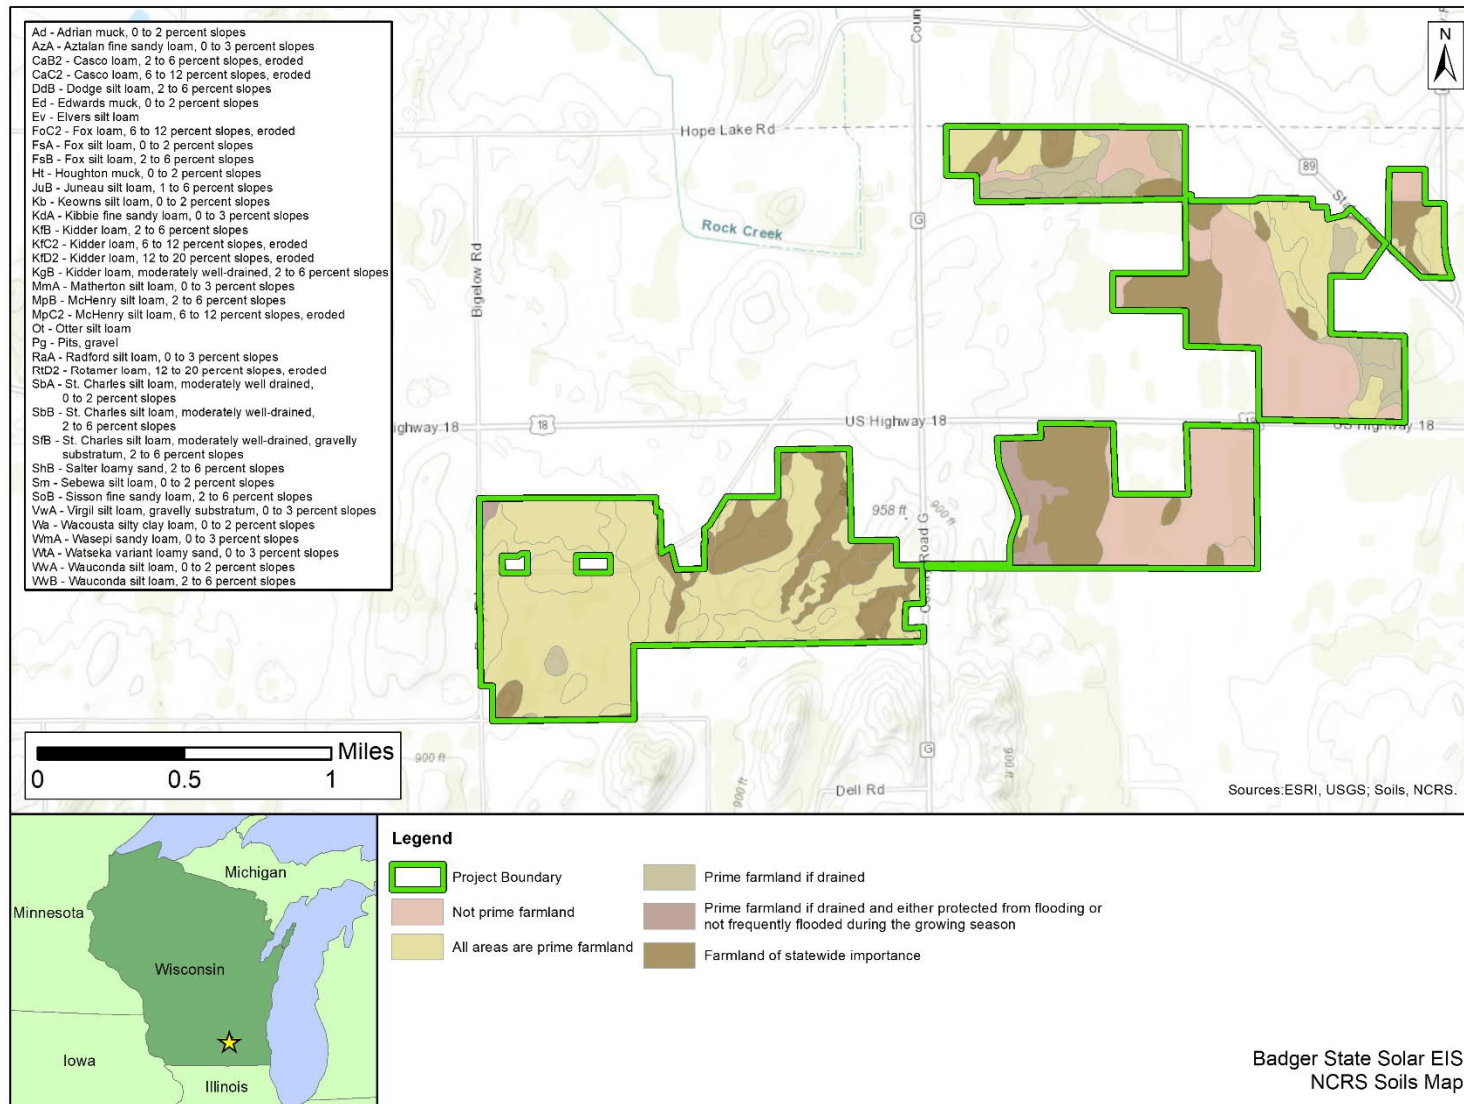 Ad - Adrian muck, 0 to 2 percent slopes
AzA - Aztalan fine sandy loam, 0 to 3 percent slopes
CaB2 - Casco loam, 2 to 6 percent slopes, eroded
CaC2 - Casco loam, 6 to 12 percent slopes, eroded
DdB - Dodge silt loam, 2 to 6 percent slopes
Ed - Edwards muck, 0 to 2 percent slopes
Ev - Elvers silt loam
FoC2 - Fox loam, 6 to 12 percent slopes, eroded
FsA - Fox silt loam, 0 to 2 percent slopes
FsB - Fox silt loam, 2 to 6 percent slopes
Ht - Houghton muck, 0 to 2 percent slopes
JuB - Juneau silt loam, 1 to 6 percent slopes
Kb - Keowns silt loam, 0 to 2 percent slopes
KdA - Kibbie fine sandy loam, 0 to 3 percent slopes
KfB - Kidder loam, 2 to 6 percent slopes
KfC2 - Kidder loam, 6 to 12 percent slopes, eroded
KfD2 - Kidder loam, 12 to 20 percent slopes, eroded
KgB - Kidder loam, moderately well-drained, 2 to 6 percent slopes
MmA - Matherton silt loam, 0 to 3 percent slopes
MpB - McHenry silt loam, 2 to 6 percent slopes
MpC2 - McHenry silt loam, 6 to 12 percent slopes, eroded
Ot - Otter silt loam
Pg - Pits, gravel
RaA - Radford silt loam, 0 to 3 percent slopes
RtD2 - Rotamer loam, 12 to 20 percent slopes, eroded
SbA - St. Charles silt loam, moderately well drained,
0 to 2 percent slopes
SbB - St. Charles silt loam, moderately well-drained,
2 to 6 percent slopes
SfB - St. Charles silt loam, moderately well-drained, gravelly
substratum, 2 to 6 percent slopes
ShB - Salter loamy sand, 2 to 6 percent slopes
Sm - Sebewa silt loam, 0 to 2 percent slopes
SoB - Sisson fine sandy loam, 2 to 6 percent slopes
VwA - Virgil silt loam, gravelly substratum, 0 to 3 percent slopes
Wa - Wacousta silty clay loam, 0 to 2 percent slopes
WmA - Wasepi sandy loam, 0 to 3 percent slopes
WtA - Watseka variant loamy sand, 0 to 3 percent slopes
WvA - Wauconda silt loam, 0 to 2 percent slopes
WvB - Wauconda silt loam, 2 to 6 percent slopes
N
Coun
Hope Lake Rd
89
G
Rock Creek
Bigelow Rd
ighway 18
18
US Highway 18
18
US Highway 18
958 ft
900 ft
County Road G
900 ft
900 ft
900 ft
G
Dell Rd
Miles
0
0.5
1
Sources:ESRI, USGS; Soils, NCRS.
Michigan
Minnesota
Wisconsin
Iowa
Illinois
Legend
Project Boundary
Not prime farmland
All areas are prime farmland
Prime farmland if drained
Prime farmland if drained and either protected from flooding or
not frequently flooded during the growing season
Farmland of statewide importance
Badger State Solar EIS
NCRS Soils Map